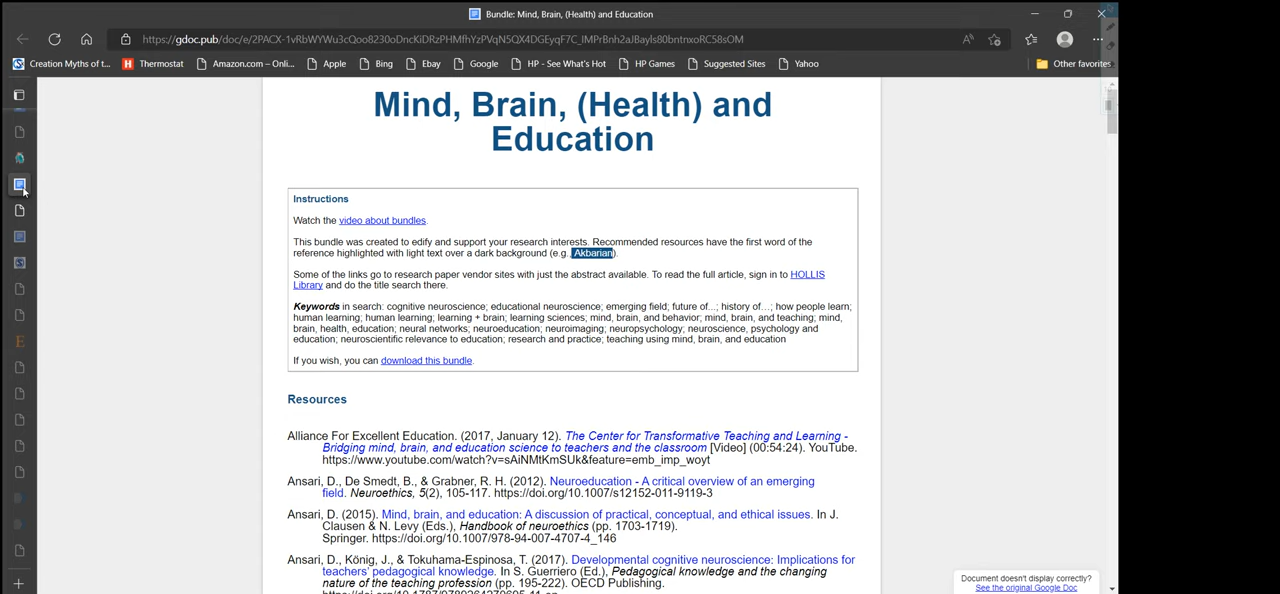 Bundle: Mind, Brain, (Health) and Education
https://gdoc.pub/doc/e/2PACX-1vRbWYWu3cQoo8230oDncKiDRzPHMfhYzPVqN5QX4DGEyqF7C_IMPrBnh2aJBayls80bntnxoRC58sOM
Creation Myths of t... Thermostat Amazon.com – Onli... Apple Bing Ebay Google HP - See What's Hot HP Games Suggested Sites Yahoo Other favorites
Mind, Brain, (Health) and
Education
Instructions
Watch the video about bundles.
This bundle was created to edify and support your research interests. Recommended resources have the first word of the
reference highlighted with light text over a dark background (e.g., Akbarian).
Some of the links go to research paper vendor sites with just the abstract available. To read the full article, sign in to HOLLIS
Library and do the title search there.
Keywords in search: cognitive neuroscience; educational neuroscience; emerging field; future of...; history of...; how people learn;
human learning; human learning; learning + brain; learning sciences; mind, brain, and behavior; mind, brain, and teaching; mind,
brain, health, education; neural networks; neuroeducation; neuroimaging; neuropsychology; neuroscience, psychology and
education; neuroscientific relevance to education; research and practice; teaching using mind, brain, and education
If you wish, you can download this bundle.
Resources
Alliance For Excellent Education. (2017, January 12). The Center for Transformative Teaching and Learning -
Bridging mind, brain, and education science to teachers and the classroom [Video] (00:54:24). YouTube.
https://www.youtube.com/watch?v=sAiNMtKmSUk&feature=emb_imp_woyt
Ansari, D., De Smedt, B., & Grabner, R. H. (2012). Neuroeducation - A critical overview of an emerging
field. Neuroethics, 5(2), 105-117. https://doi.org/10.1007/s12152-011-9119-3
Ansari, D. (2015). Mind, brain, and education: A discussion of practical, conceptual, and ethical issues. In J.
Clausen & N. Levy (Eds.), Handbook of neuroethics (pp. 1703-1719).
Springer. https://doi.org/10.1007/978-94-007-4707-4_146
Ansari, D., König, J., & Tokuhama-Espinosa, T. (2017). Developmental cognitive neuroscience: Implications for
teachers' pedagogical knowledge. In S. Guerriero (Ed.), Pedagogical knowledge and the changing
nature of the teaching profession (pp. 195-222). OECD Publishing.
Document doesn't display correctly?
See the original Google Doc